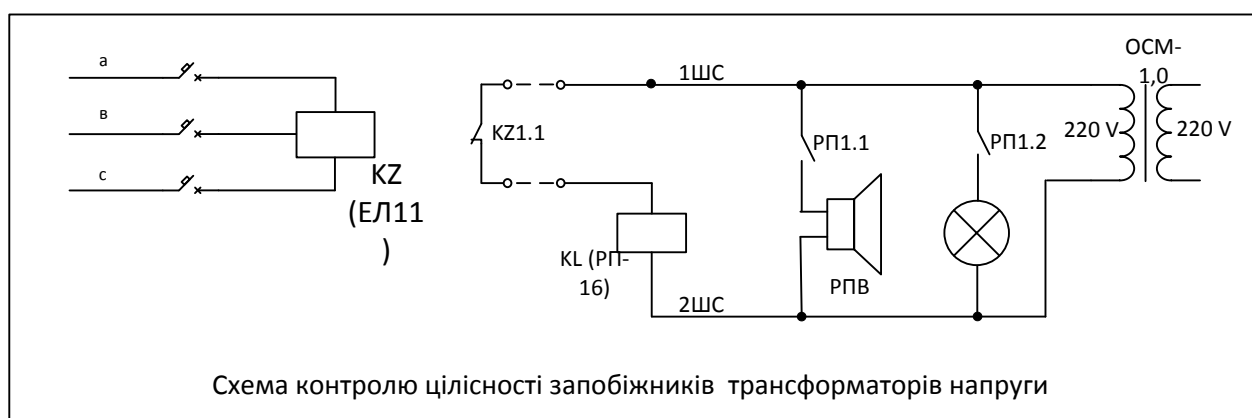 а
в
с
KZ
(ЕЛ11
)
KZ1.1
1ШС
KL (РП-
16)
2ШС
РП1.1
РПВ
РП1.2
ОСМ-
1,0
220 V
220 V
Схема контролю цілісності запобіжників трансформаторів напруги